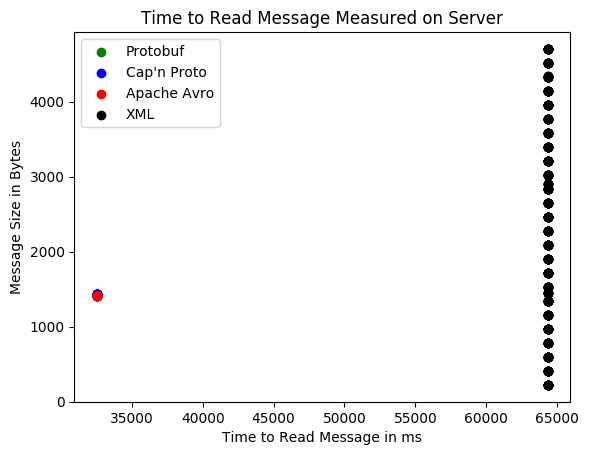 Time to Read Message Measured on Server
Protobuf
Cap'n Proto
Apache Avro
XML
Message Size in Bytes
4000
3000
2000
1000
0
35000 40000 45000 50000 55000 60000 65000
Time to Read Message in ms